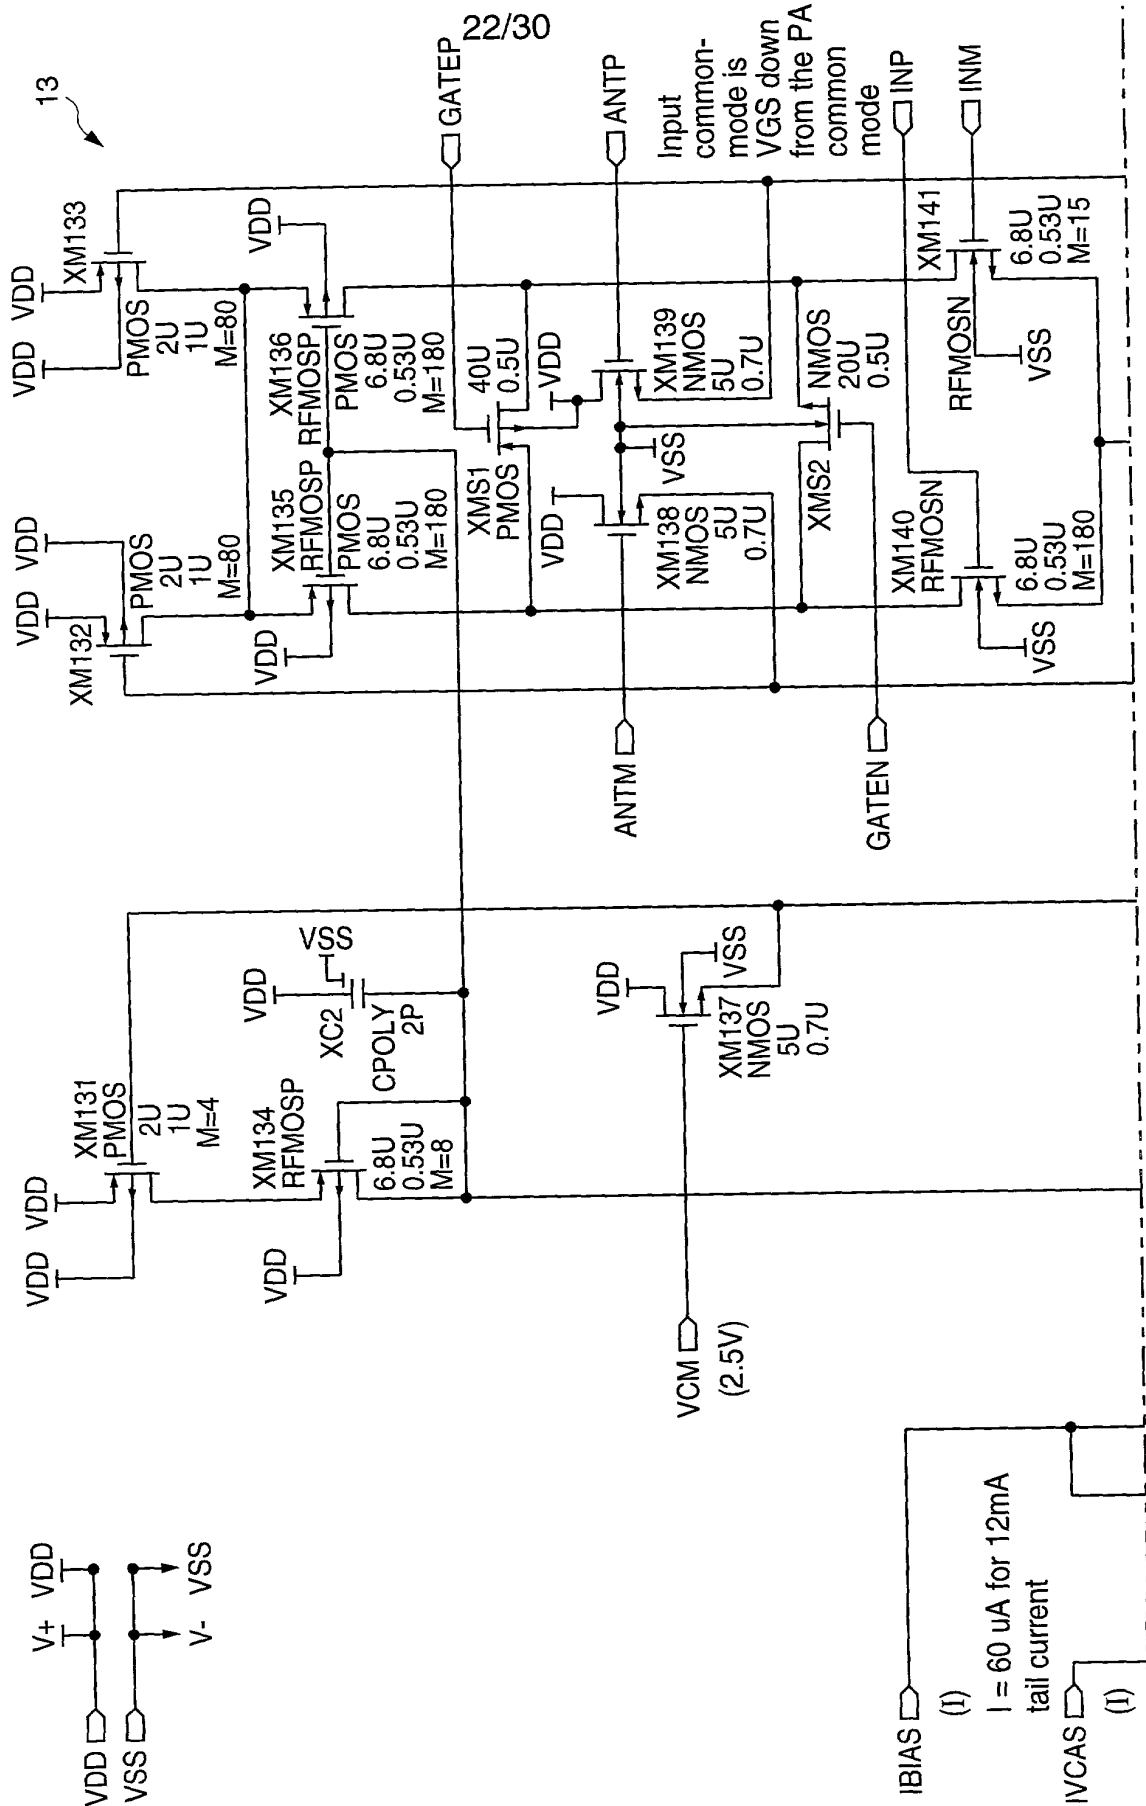 22/30
13
VDD
VSS
V+
VDD
V-
VSS
VDD
VDD
XM131
PMOS
2U
1U
M=4
VDD
XM134
RFMOSP
6.8U
0.53U
M=8
VDD
VSS
XC2
CPOLY
2P
VDD
VDD
XM132
PMOS
2U
1U
M=80
VDD
VDD
XM133
PMOS
2U
1U
M=80
VDD
XM135
RFMOSP
PMOS
6.8U
0.53U
M=180
VDD
XM136
RFMOSP
PMOS
6.8U
0.53U
M=180
GATEP
XMS1
PMOS
40U
0.5U
VDD
VCM
(2.5V)
VDD
VSS
XM137
NMOS
5U
0.7U
ANTM
VDD
XM138
NMOS
5U
0.7U
VSS
XM139
NMOS
5U
0.7U
ANTP
Input
common-
mode is
VGS down
from the PA
common
mode
GATEN
XMS2
NMOS
20U
0.5U
INP
INM
XM140
RFMOSN
6.8U
0.53U
M=180
VSS
XM141
RFMOSN
6.8U
0.53U
M=15
VSS
IBIAS
(I)
I = 60 uA for 12mA
tail current
IVCAS
(I)